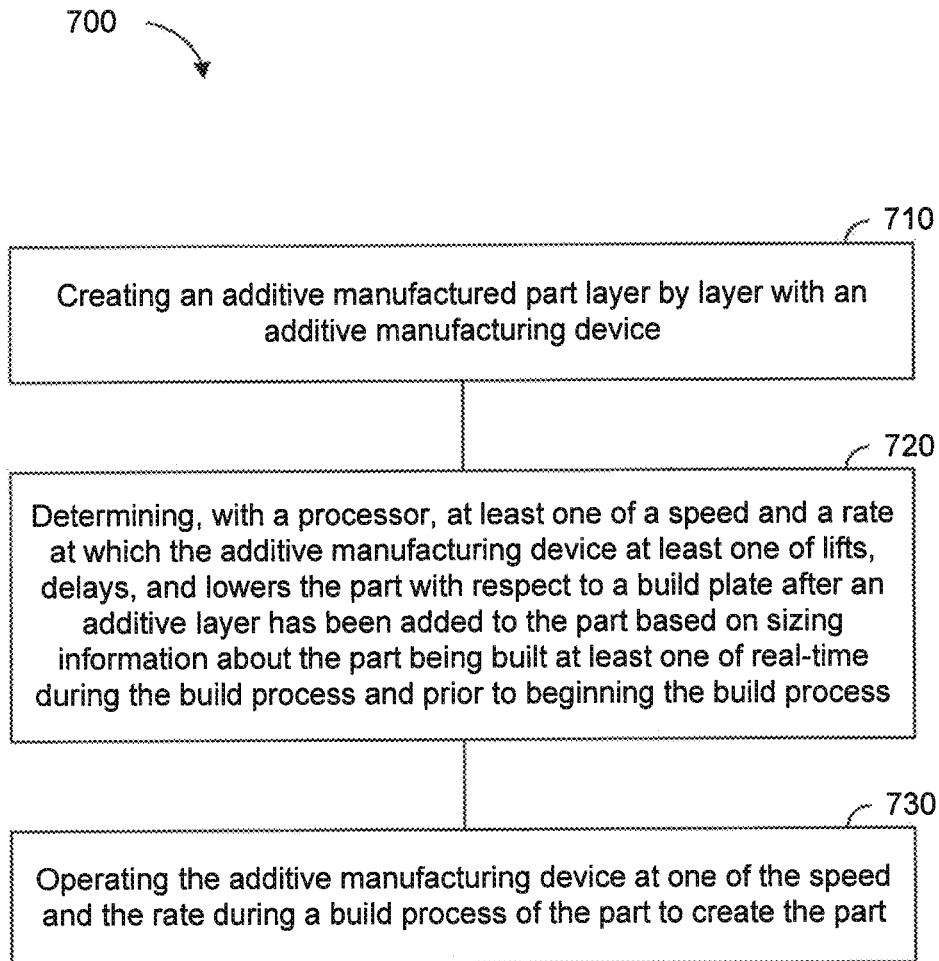 700
710
Creating an additive manufactured part layer by layer with an
additive manufacturing device
720
Determining, with a processor, at least one of a speed and a rate
at which the additive manufacturing device at least one of lifts,
delays, and lowers the part with respect to a build plate after an
additive layer has been added to the part based on sizing
information about the part being built at least one of real-time
during the build process and prior to beginning the build process
730
Operating the additive manufacturing device at one of the speed
and the rate during a build process of the part to create the part